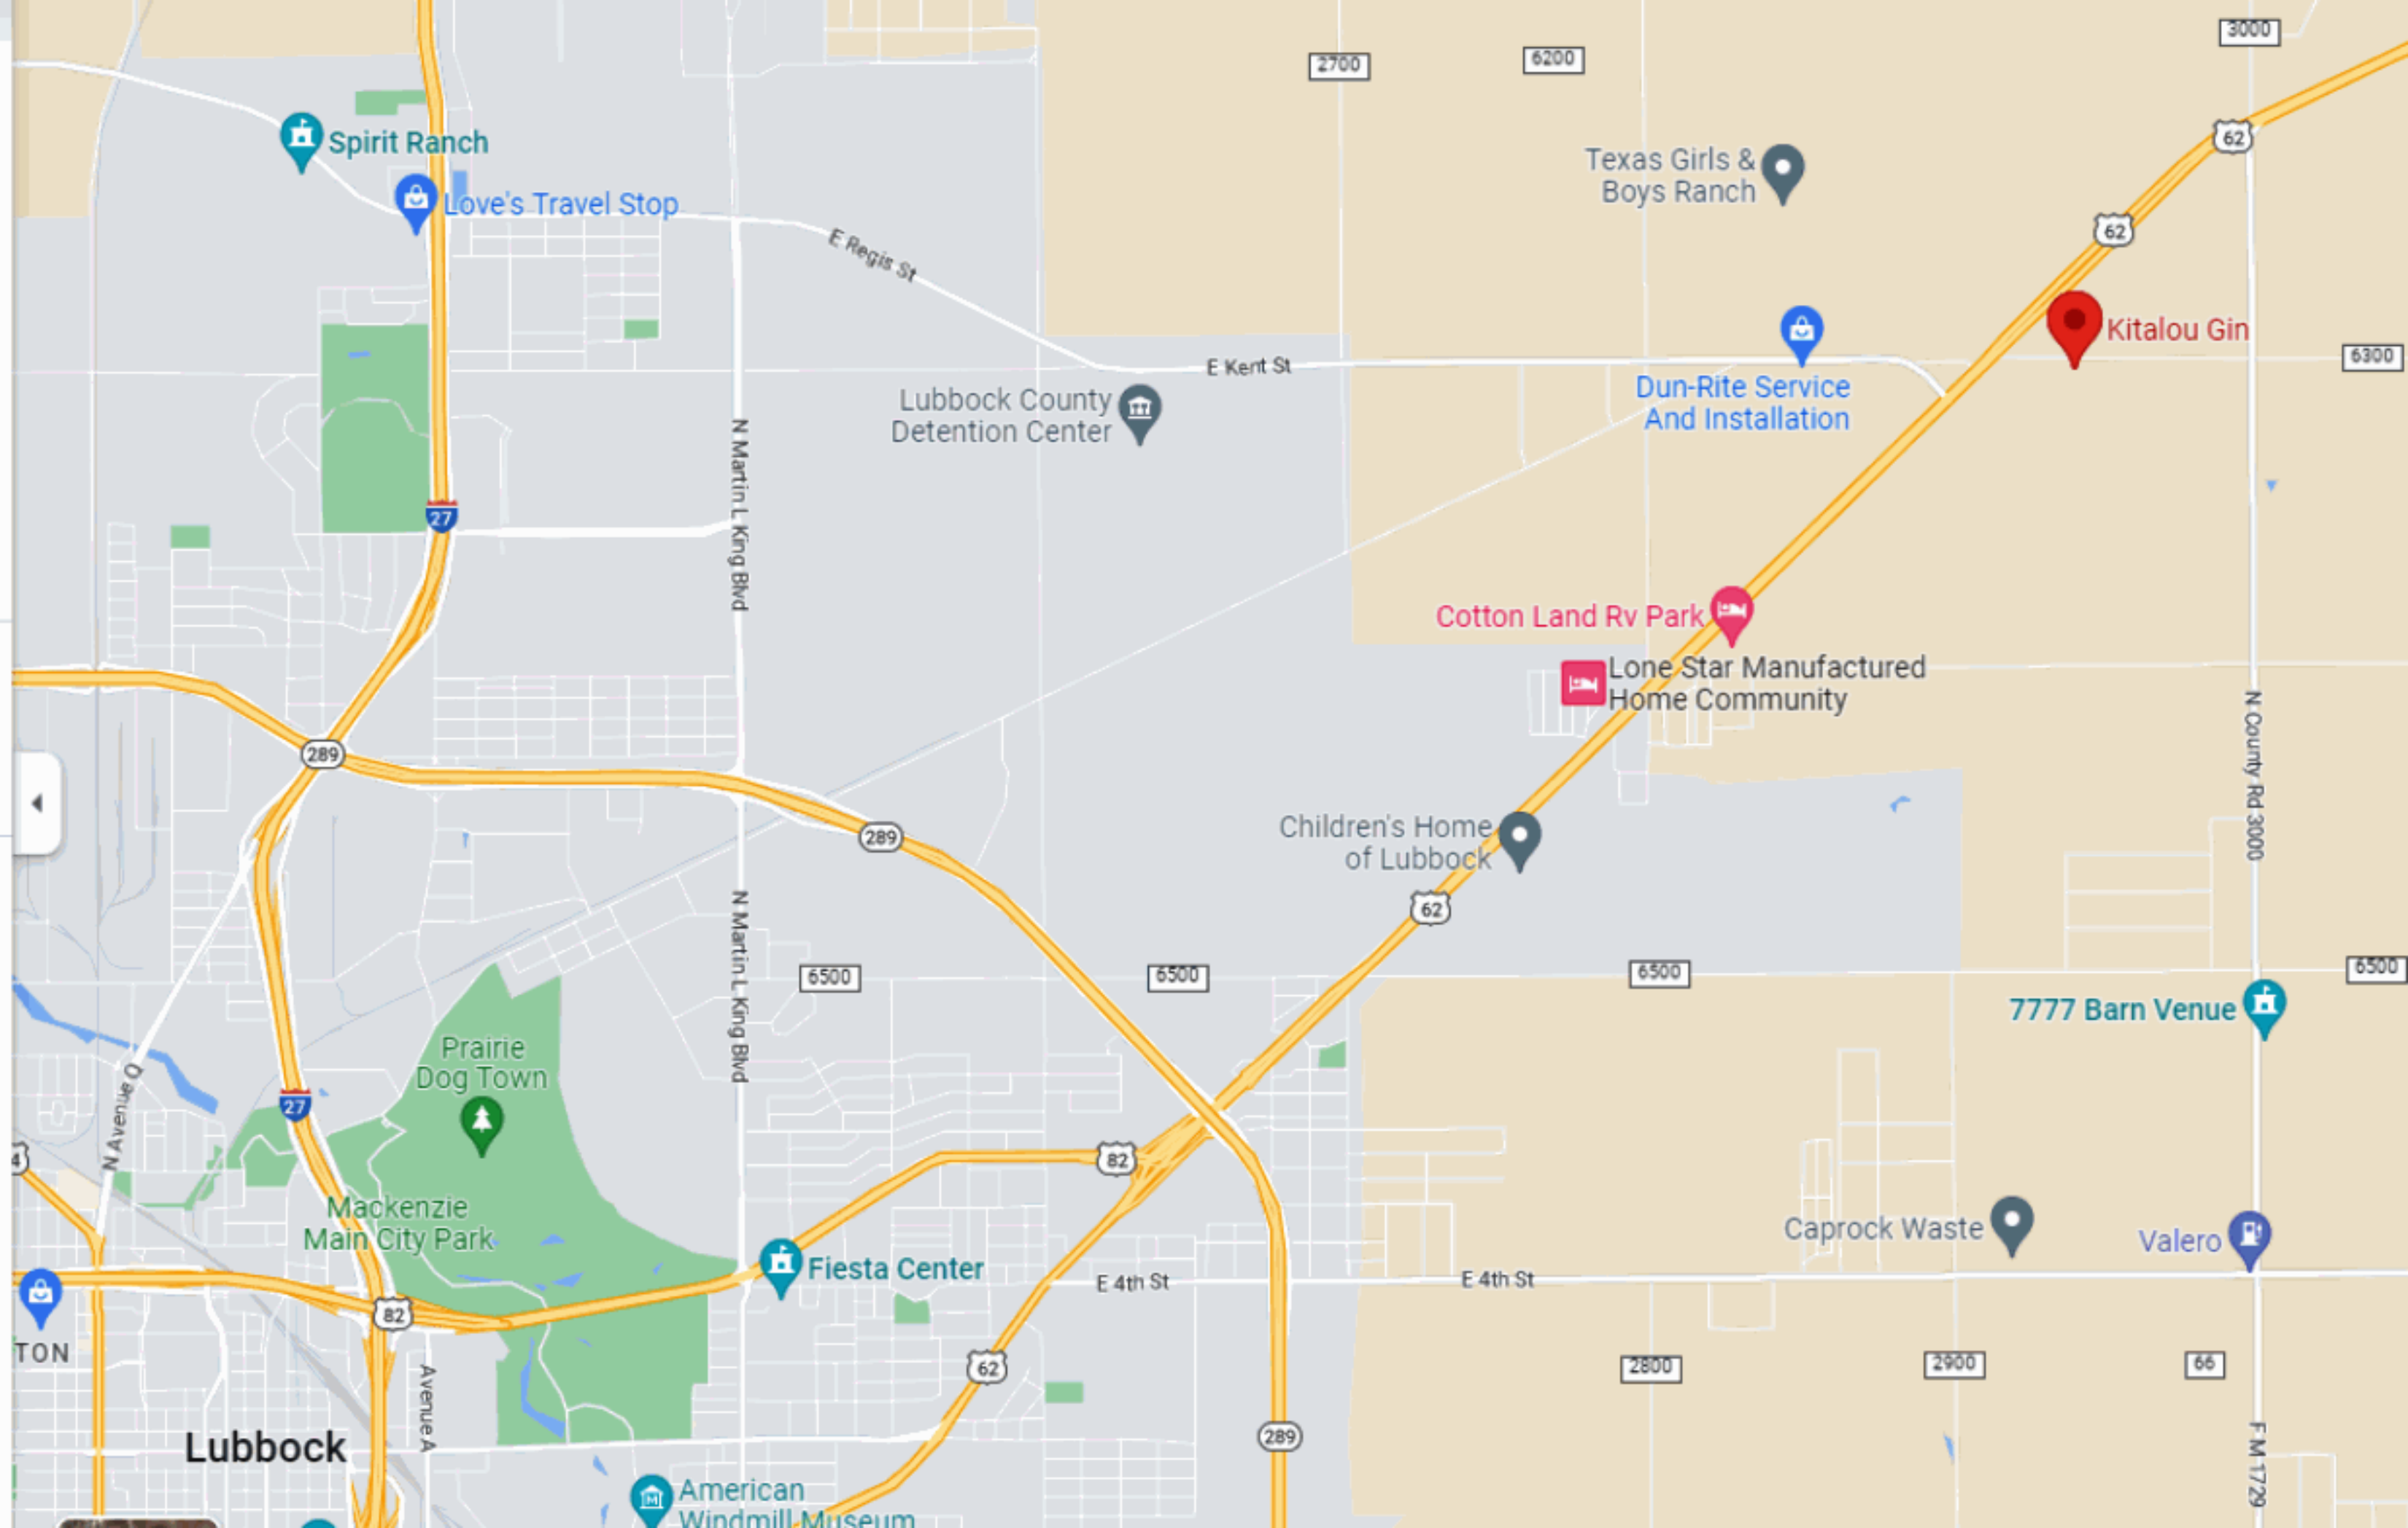 3000
6200
2700
62
Spirit Ranch
Texas Girls &
Boys Ranch
Love's Travel Stop
62
E Regis St
Kitalou Gin
6300
E Kent St
Dun-Rite Service
And Installation
Lubbock County
Detention Center
N Martin L King Blvd
27
Cotton Land Rv Park
Lone Star Manufactured
Home Community
N County Rd 3000
289
289
Children's Home
of Lubbock
62
N Martin L King Blvd
6500
6500
6500
6500
7777 Barn Venue
Prairie
Dog Town
27
N Avenue Q
4
82
Mackenzie
Main City Park
Caprock Waste
Valero
Fiesta Center
E 4th St
E 4th St
82
TON
62
2800
2900
66
Avenue A
289
Lubbock
F M 1729
American
Windmill Museum